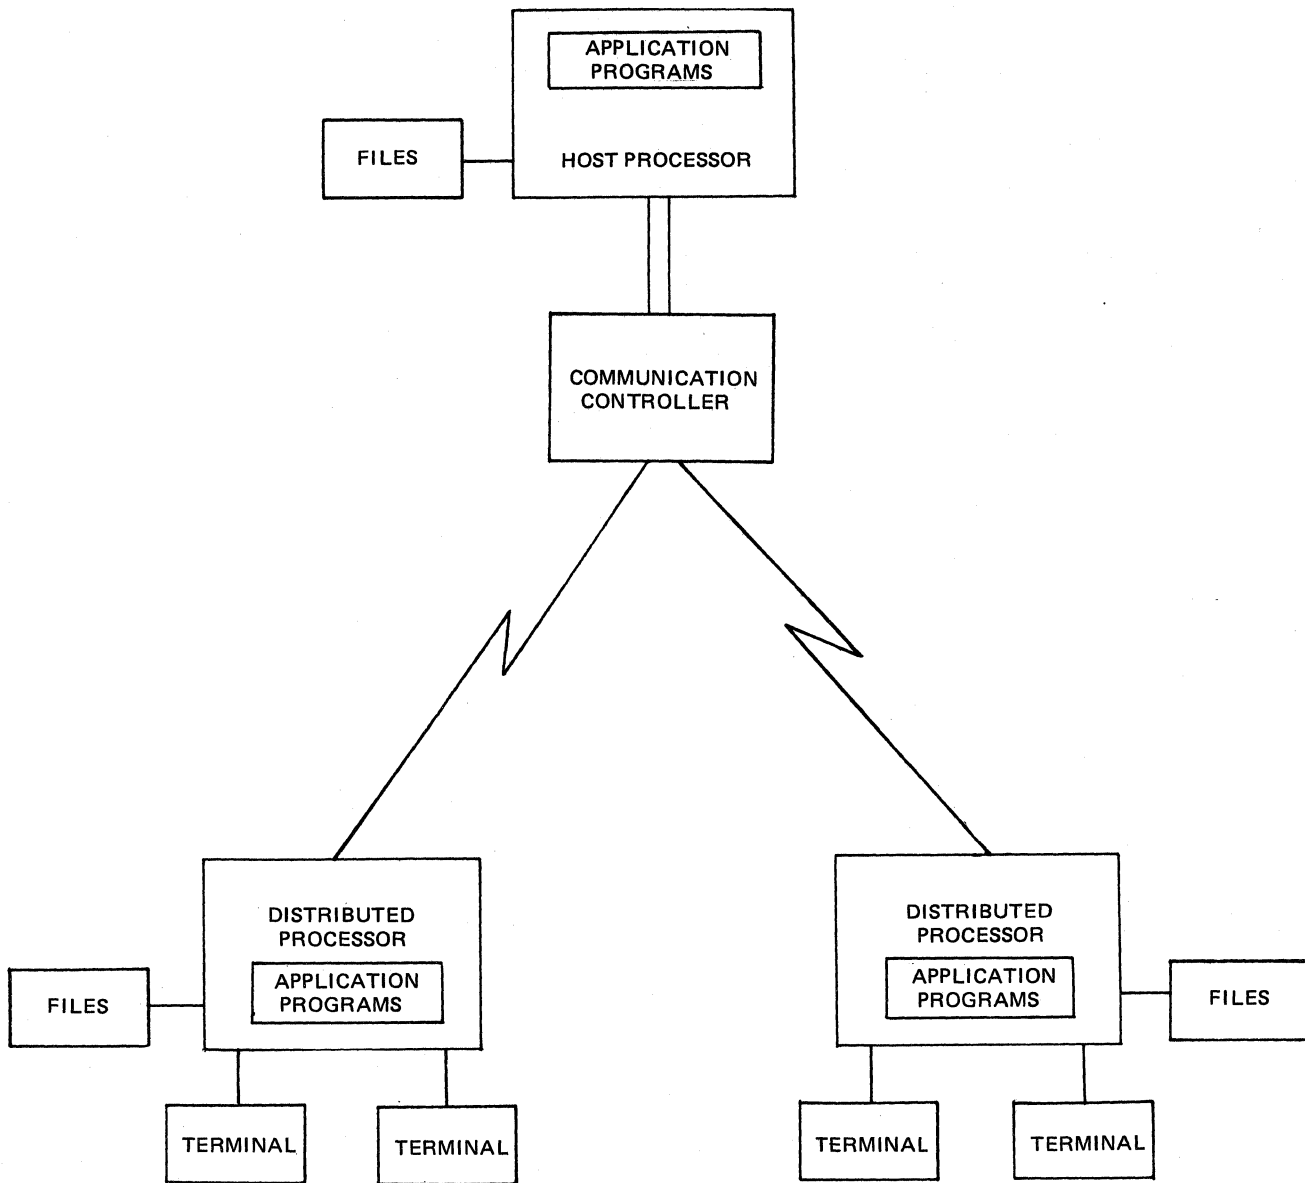 APPLICATION
PROGRAMS
FILES
HOST PROCESSOR
COMMUNICATION
CONTROLLER
DISTRIBUTED
PROCESSOR
APPLICATION
PROGRAMS
FILES
TERMINAL
TERMINAL
DISTRIBUTED
PROCESSOR
APPLICATION
PROGRAMS
FILES
TERMINAL
TERMINAL